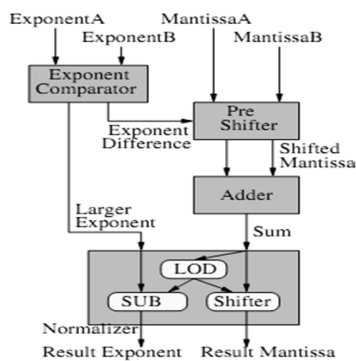 ExponentA
MantissaA
ExponentB
MantissaB
Exponent
Comparator
Pre
Shifter
Exponent
Difference
Shifted
Mantissa
Adder
Larger
Exponent
Sum
LOD
SUB
Shifter
Normalizer
Result Exponent
Result Mantissa